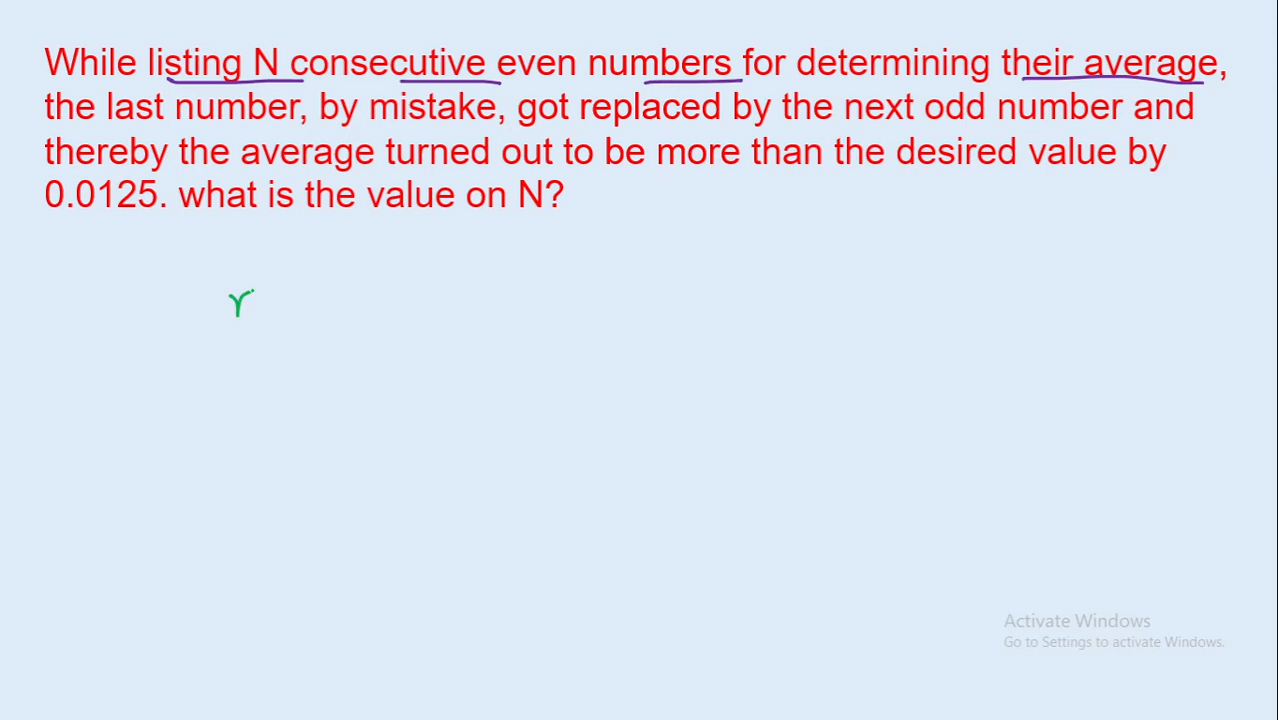 While listing N consecutive even numbers for determining their average,
the last number, by mistake, got replaced by the next odd number and
thereby the average turned out to be more than the desired value by
0.0125. what is the value on N?
Activate Windows
Go to Settings to activate Windows.